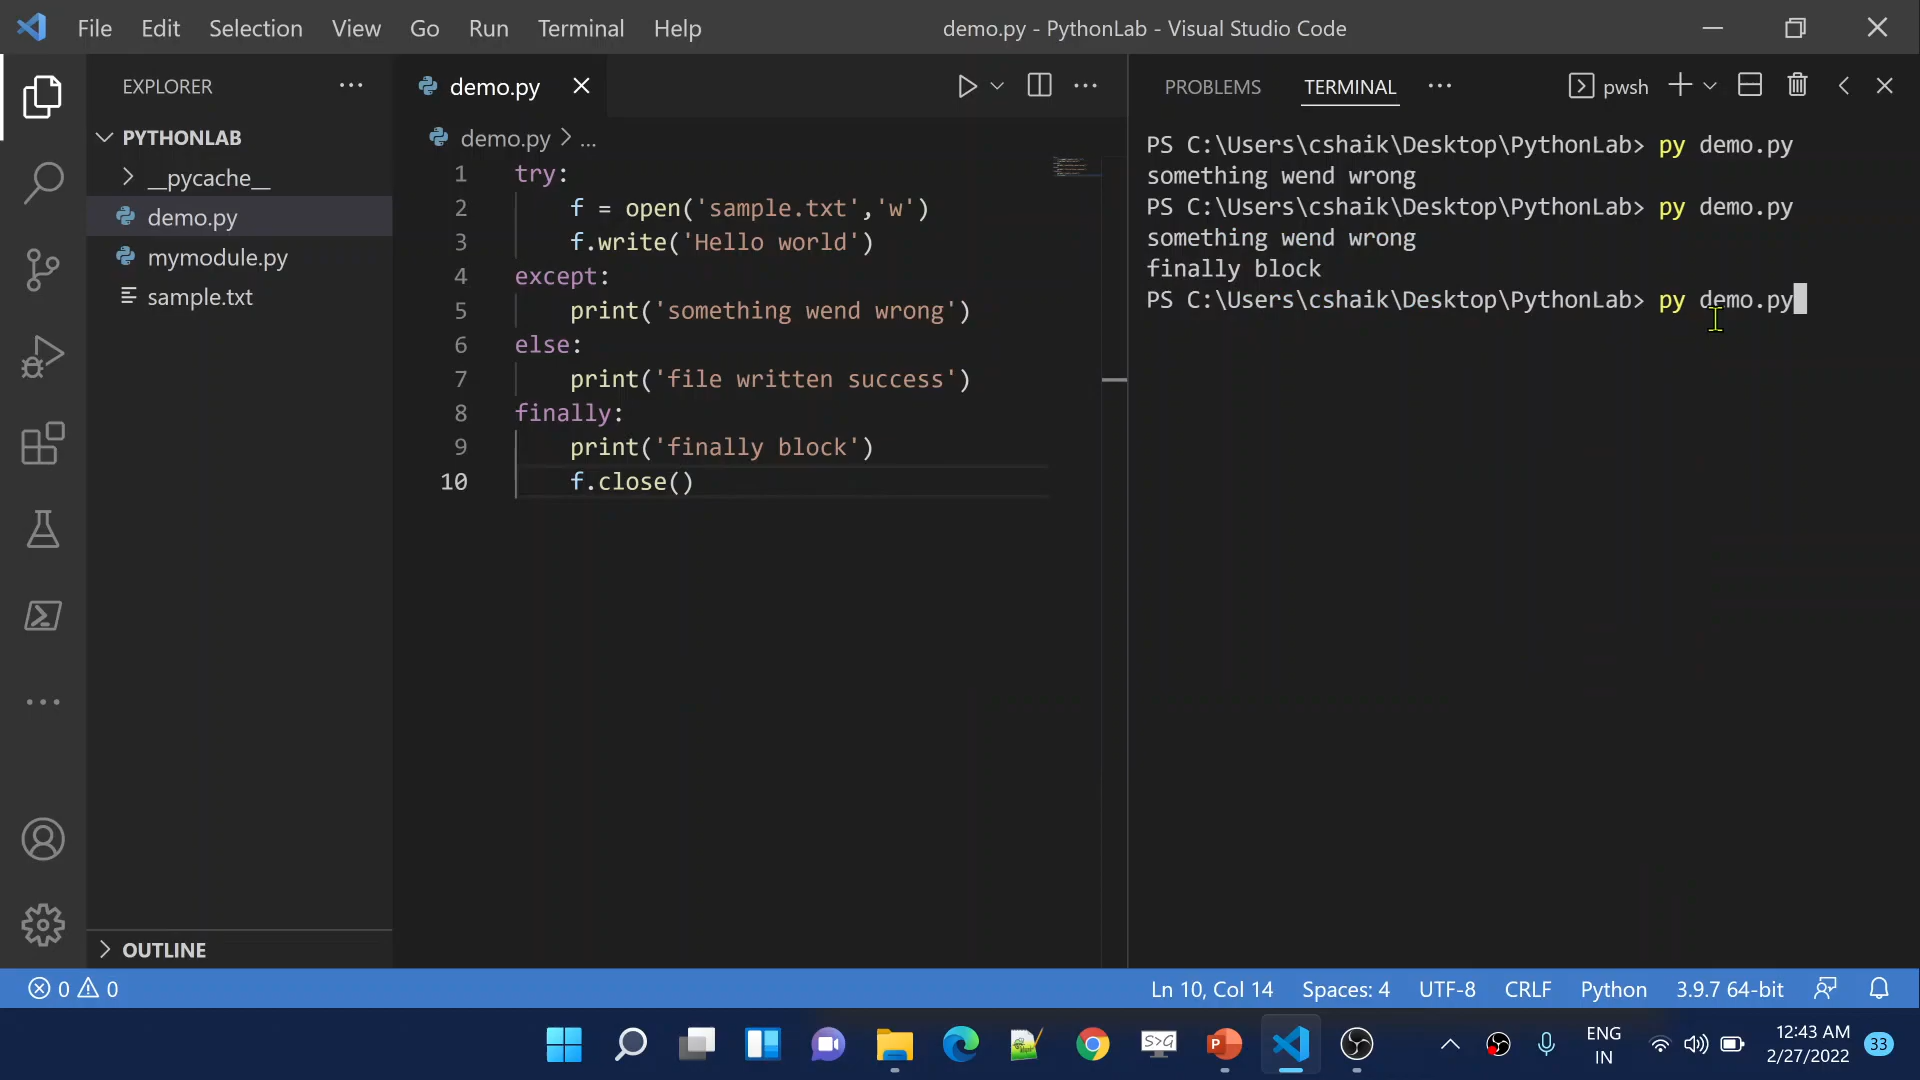 File Edit Selection View Go Run Terminal Help
demo.py - PythonLab - Visual Studio Code
EXPLORER
PYTHONLAB
__pycache__
demo.py
mymodule.py
sample.txt
OUTLINE
demo.py
demo.py > ...
1 try:
2     f = open('sample.txt','w')
3     f.write('Hello world')
4 except:
5     print('something wend wrong')
6 else:
7     print('file written success')
8 finally:
9     print('finally block')
10     f.close()
PROBLEMS TERMINAL
pwsh
PS C:\Users\cshaik\Desktop\PythonLab> py demo.py
something wend wrong
PS C:\Users\cshaik\Desktop\PythonLab> py demo.py
something wend wrong
finally block
PS C:\Users\cshaik\Desktop\PythonLab> py demo.py
0 0
Ln 10, Col 14 Spaces: 4 UTF-8 CRLF Python 3.9.7 64-bit
S>G
P
ENG
IN
12:43 AM
2/27/2022
33